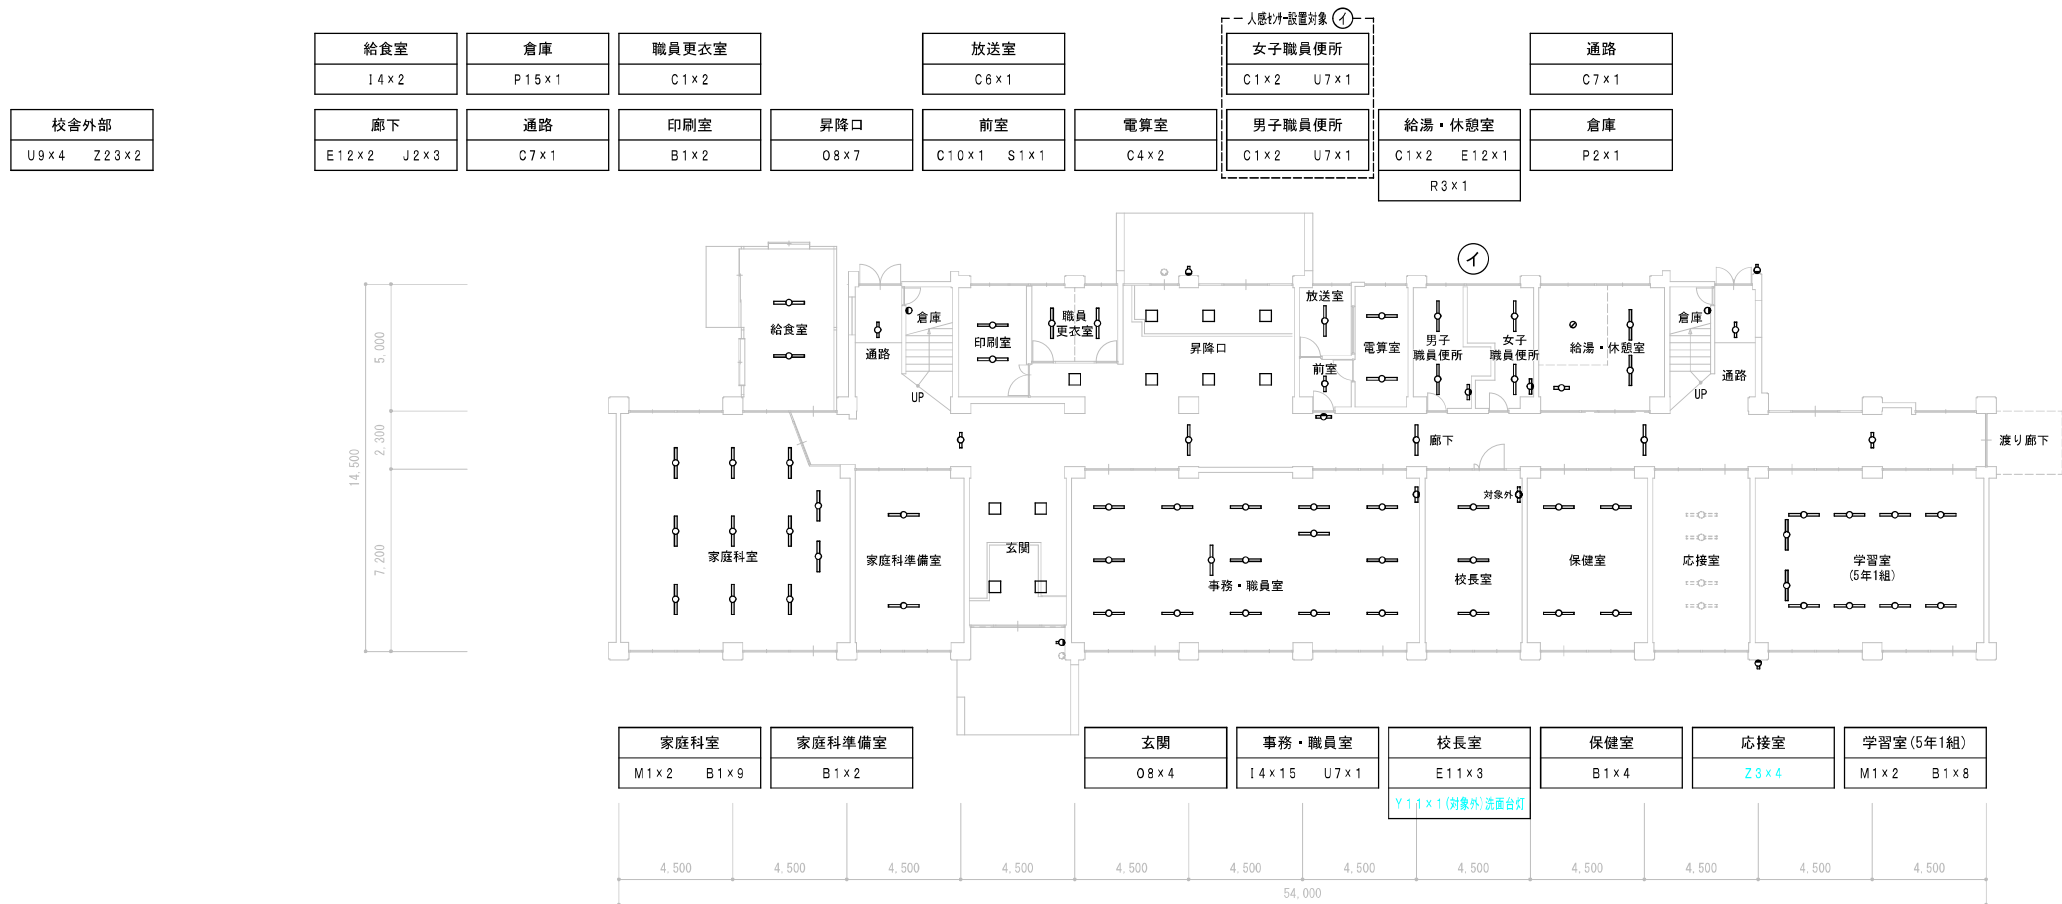 人感センサー設置対象 イ
給食室
I4×2
倉庫
P15×1
職員更衣室
C1×2
放送室
C6×1
女子職員便所
C1×2 U7×1
通路
C7×1
校舎外部
U9×4 Z23×2
廊下
E12×2 J2×3
通路
C7×1
印刷室
B1×2
昇降口
O8×7
前室
C10×1 S1×1
電算室
C4×2
男子職員便所
C1×2 U7×1
給湯・休憩室
C1×2 E12×1
R3×1
倉庫
P2×1
イ
給食室
倉庫
通路
UP
印刷室
職員
更衣室
昇降口
放送室
前室
電算室
男子
職員便所
女子
職員便所
給湯・休憩室
倉庫
通路
UP
廊下
渡り廊下
家庭科室
家庭科準備室
玄関
事務・職員室
対象外
校長室
保健室
応接室
学習室
(5年1組)
5,000
2,300
14,500
7,200
家庭科室
M1×2 B1×9
家庭科準備室
B1×2
玄関
O8×4
事務・職員室
I4×15 U7×1
校長室
E11×3
Y11×1(対象外)洗面台灯
保健室
B1×4
応接室
Z3×4
学習室(5年1組)
M1×2 B1×8
4,500 4,500 4,500 4,500 4,500 4,500 4,500 4,500 4,500 4,500 4,500 4,500
54,000